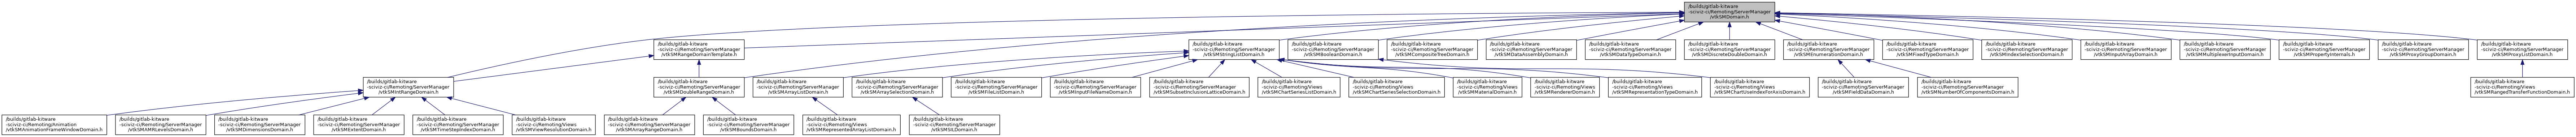 /builds/gitlab-kitware
-sciviz-ci/Remoting/ServerManager
/vtkSMDomain.h
/builds/gitlab-kitware
-sciviz-ci/Remoting/ServerManager
/vtkSMRangeDomainTemplate.h
/builds/gitlab-kitware
-sciviz-ci/Remoting/ServerManager
/vtkSMStringListDomain.h
/builds/gitlab-kitware
-sciviz-ci/Remoting/ServerManager
/vtkSMBooleanDomain.h
/builds/gitlab-kitware
-sciviz-ci/Remoting/ServerManager
/vtkSMCompositeTreeDomain.h
/builds/gitlab-kitware
-sciviz-ci/Remoting/ServerManager
/vtkSMDataAssemblyDomain.h
/builds/gitlab-kitware
-sciviz-ci/Remoting/ServerManager
/vtkSMDataTypeDomain.h
/builds/gitlab-kitware
-sciviz-ci/Remoting/ServerManager
/vtkSMDiscreteDoubleDomain.h
/builds/gitlab-kitware
-sciviz-ci/Remoting/ServerManager
/vtkSMEnumerationDomain.h
/builds/gitlab-kitware
-sciviz-ci/Remoting/ServerManager
/vtkSMFixedTypeDomain.h
/builds/gitlab-kitware
-sciviz-ci/Remoting/ServerManager
/vtkSMIndexSelectionDomain.h
/builds/gitlab-kitware
-sciviz-ci/Remoting/ServerManager
/vtkSMInputArrayDomain.h
/builds/gitlab-kitware
-sciviz-ci/Remoting/ServerManager
/vtkSMMultiplexerInputDomain.h
/builds/gitlab-kitware
-sciviz-ci/Remoting/ServerManager
/vtkSMPropertyInternals.h
/builds/gitlab-kitware
-sciviz-ci/Remoting/ServerManager
/vtkSMProxyGroupDomain.h
/builds/gitlab-kitware
-sciviz-ci/Remoting/ServerManager
/vtkSMProxyListDomain.h
/builds/gitlab-kitware
-sciviz-ci/Remoting/ServerManager
/vtkSMIntRangeDomain.h
/builds/gitlab-kitware
-sciviz-ci/Remoting/ServerManager
/vtkSMDoubleRangeDomain.h
/builds/gitlab-kitware
-sciviz-ci/Remoting/ServerManager
/vtkSMArrayListDomain.h
/builds/gitlab-kitware
-sciviz-ci/Remoting/ServerManager
/vtkSMArraySelectionDomain.h
/builds/gitlab-kitware
-sciviz-ci/Remoting/ServerManager
/vtkSMFileListDomain.h
/builds/gitlab-kitware
-sciviz-ci/Remoting/ServerManager
/vtkSMInputFileNameDomain.h
/builds/gitlab-kitware
-sciviz-ci/Remoting/ServerManager
/vtkSMSubsetInclusionLatticeDomain.h
/builds/gitlab-kitware
-sciviz-ci/Remoting/Views
/vtkSMChartSeriesListDomain.h
/builds/gitlab-kitware
-sciviz-ci/Remoting/Views
/vtkSMChartSeriesSelectionDomain.h
/builds/gitlab-kitware
-sciviz-ci/Remoting/Views
/vtkSMMaterialDomain.h
/builds/gitlab-kitware
-sciviz-ci/Remoting/Views
/vtkSMRendererDomain.h
/builds/gitlab-kitware
-sciviz-ci/Remoting/Views
/vtkSMRepresentationTypeDomain.h
/builds/gitlab-kitware
-sciviz-ci/Remoting/Views
/vtkSMChartUseIndexForAxisDomain.h
/builds/gitlab-kitware
-sciviz-ci/Remoting/ServerManager
/vtkSMFieldDataDomain.h
/builds/gitlab-kitware
-sciviz-ci/Remoting/ServerManager
/vtkSMNumberOfComponentsDomain.h
/builds/gitlab-kitware
-sciviz-ci/Remoting/Views
/vtkSMRangedTransferFunctionDomain.h
/builds/gitlab-kitware
-sciviz-ci/Remoting/Animation
/vtkSMAnimationFrameWindowDomain.h
/builds/gitlab-kitware
-sciviz-ci/Remoting/ServerManager
/vtkSMAMRLevelsDomain.h
/builds/gitlab-kitware
-sciviz-ci/Remoting/ServerManager
/vtkSMDimensionsDomain.h
/builds/gitlab-kitware
-sciviz-ci/Remoting/ServerManager
/vtkSMExtentDomain.h
/builds/gitlab-kitware
-sciviz-ci/Remoting/ServerManager
/vtkSMTimeStepIndexDomain.h
/builds/gitlab-kitware
-sciviz-ci/Remoting/Views
/vtkSMViewResolutionDomain.h
/builds/gitlab-kitware
-sciviz-ci/Remoting/ServerManager
/vtkSMArrayRangeDomain.h
/builds/gitlab-kitware
-sciviz-ci/Remoting/ServerManager
/vtkSMBoundsDomain.h
/builds/gitlab-kitware
-sciviz-ci/Remoting/Views
/vtkSMRepresentedArrayListDomain.h
/builds/gitlab-kitware
-sciviz-ci/Remoting/ServerManager
/vtkSMSILDomain.h